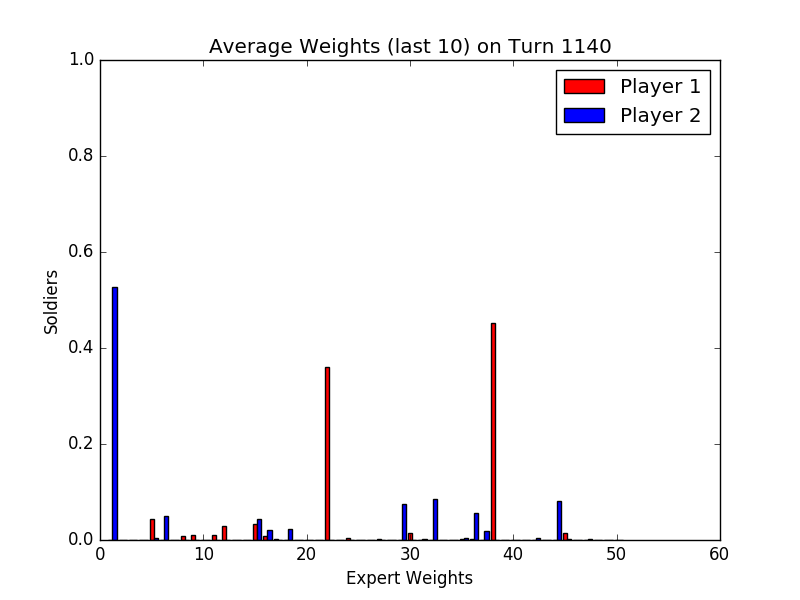 Average Weights (last 10) on Turn 1140
1.0
0.8
0.6
0.4
0.2
0.0
Soldiers
Player 1
Player 2
0 10 20 30 40 50 60
Expert Weights